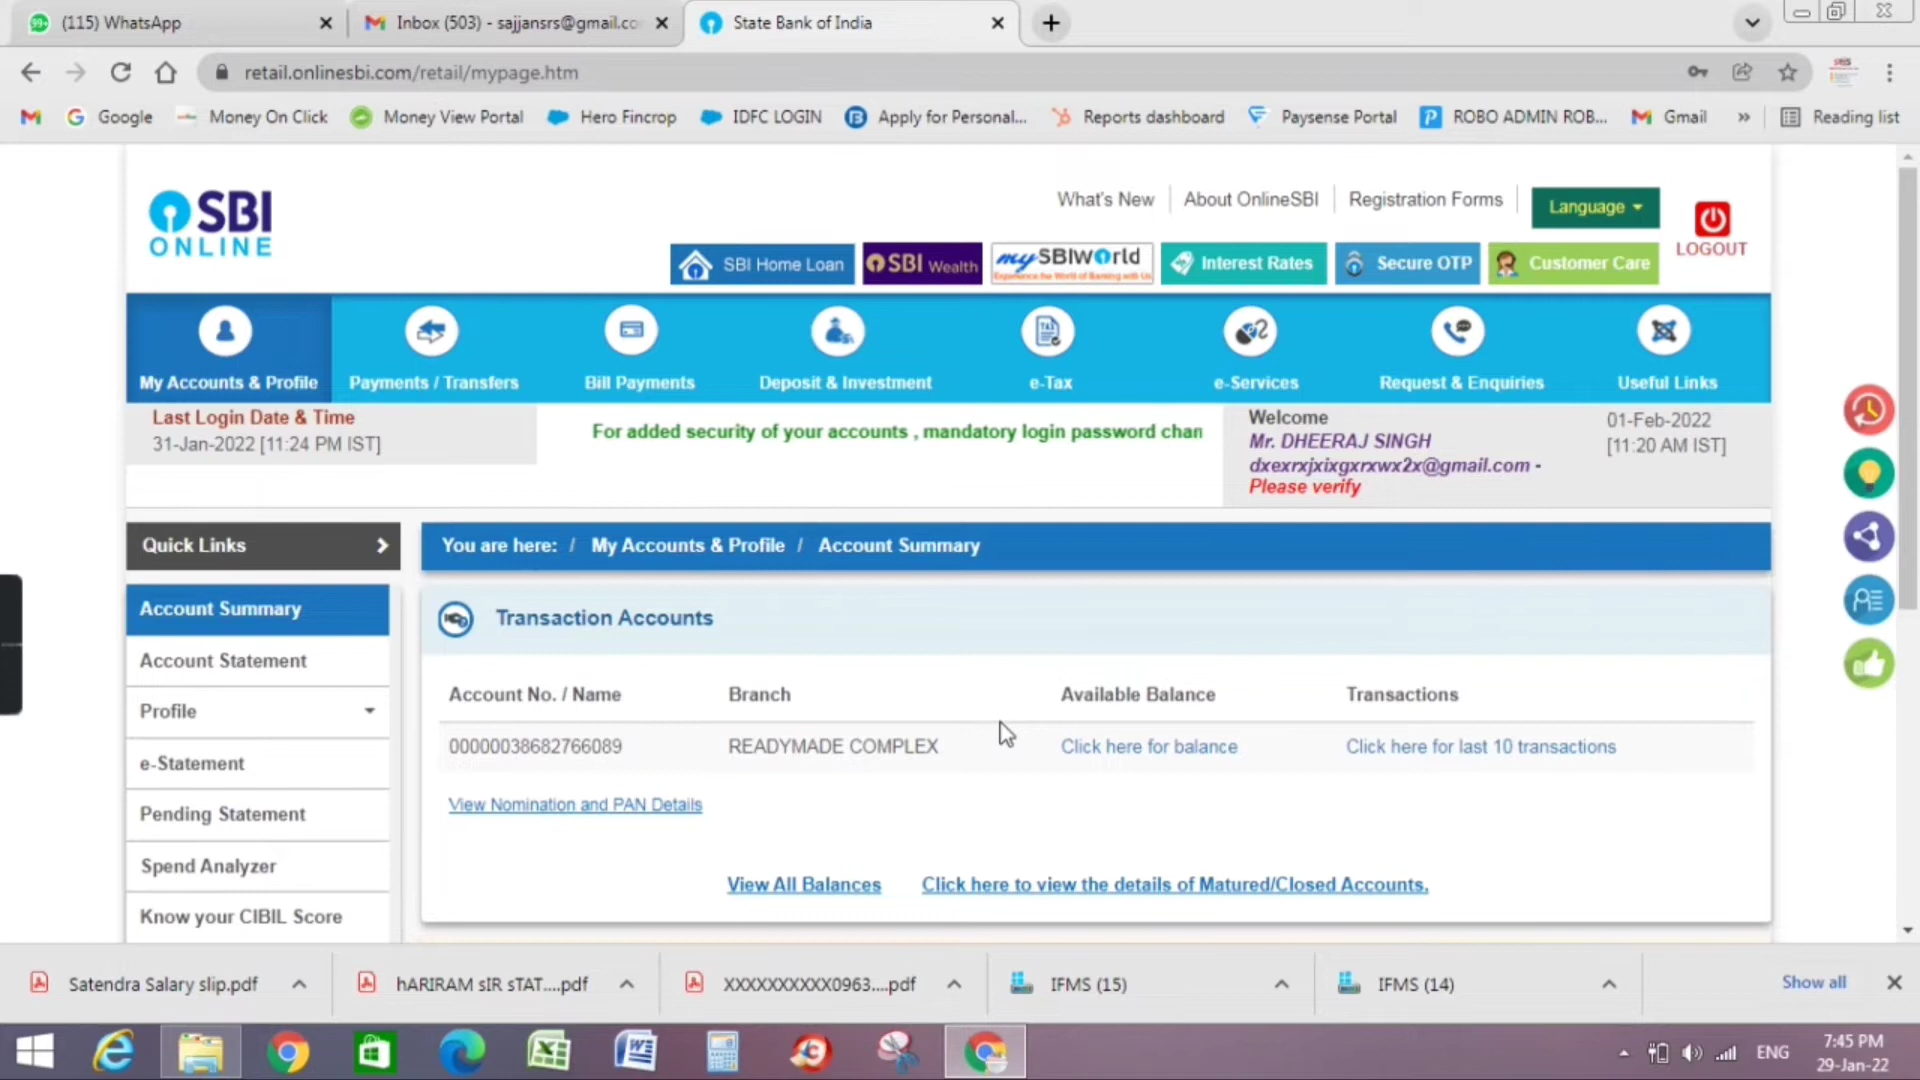 (115) WhatsApp
Inbox (503) - sajjansrs@gmail.co
State Bank of India
retail.onlinesbi.com/retail/mypage.htm
Google
Money On Click
Money View Portal
Hero Fincrop
IDFC LOGIN
Apply for Personal...
Reports dashboard
Paysense Portal
ROBO ADMIN ROB...
Gmail
»
Reading list
SBI
ONLINE
What's New
About OnlineSBI
Registration Forms
Language
LOGOUT
SBI Home Loan
SBI Wealth
my SBIWorld
Experience the World of Banking with Us
Interest Rates
Secure OTP
Customer Care
My Accounts & Profile
Payments / Transfers
Bill Payments
Deposit & Investment
e-Tax
e-Services
Request & Enquiries
Useful Links
Last Login Date & Time
31-Jan-2022 [11:24 PM IST]
For added security of your accounts , mandatory login password chan
Welcome
Mr. DHEERAJ SINGH
dxexrxjxixgxrxwx2x@gmail.com -
Please verify
01-Feb-2022
[11:20 AM IST]
Quick Links
You are here: / My Accounts & Profile / Account Summary
Account Summary
Account Statement
Profile
e-Statement
Pending Statement
Spend Analyzer
Know your CIBIL Score
Transaction Accounts
Account No. / Name
Branch
Available Balance
Transactions
00000038682766089
READYMADE COMPLEX
Click here for balance
Click here for last 10 transactions
View Nomination and PAN Details
View All Balances
Click here to view the details of Matured/Closed Accounts.
Satendra Salary slip.pdf
hARIRAM sIR sTAT....pdf
XXXXXXXXXX0963....pdf
IFMS (15)
IFMS (14)
Show all
ENG
7:45 PM
29-Jan-22